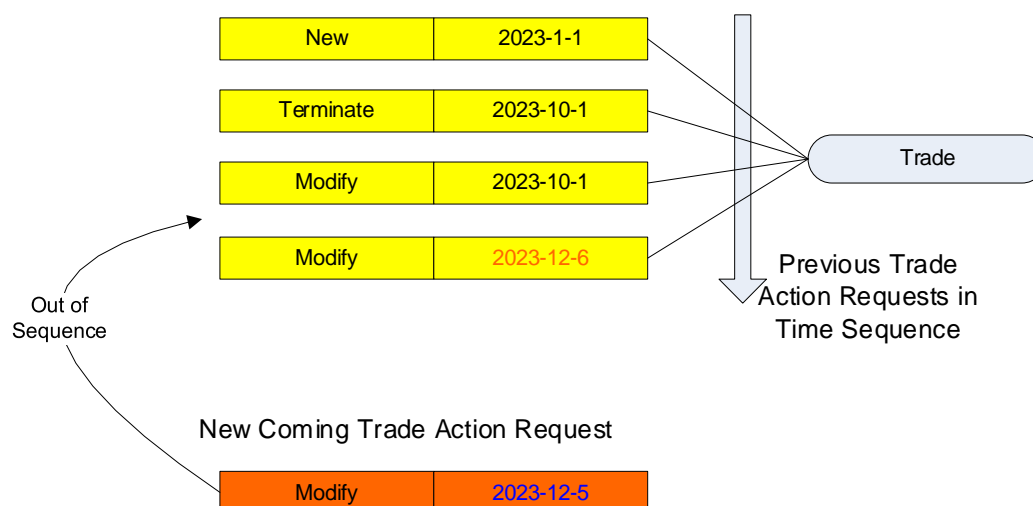 New 2023-1-1
Terminate 2023-10-1
Trade
Modify 2023-10-1
Modify 2023-12-6
Previous Trade
Action Requests in
Time Sequence
Out of
Sequence
New Coming Trade Action Request
Modify 2023-12-5